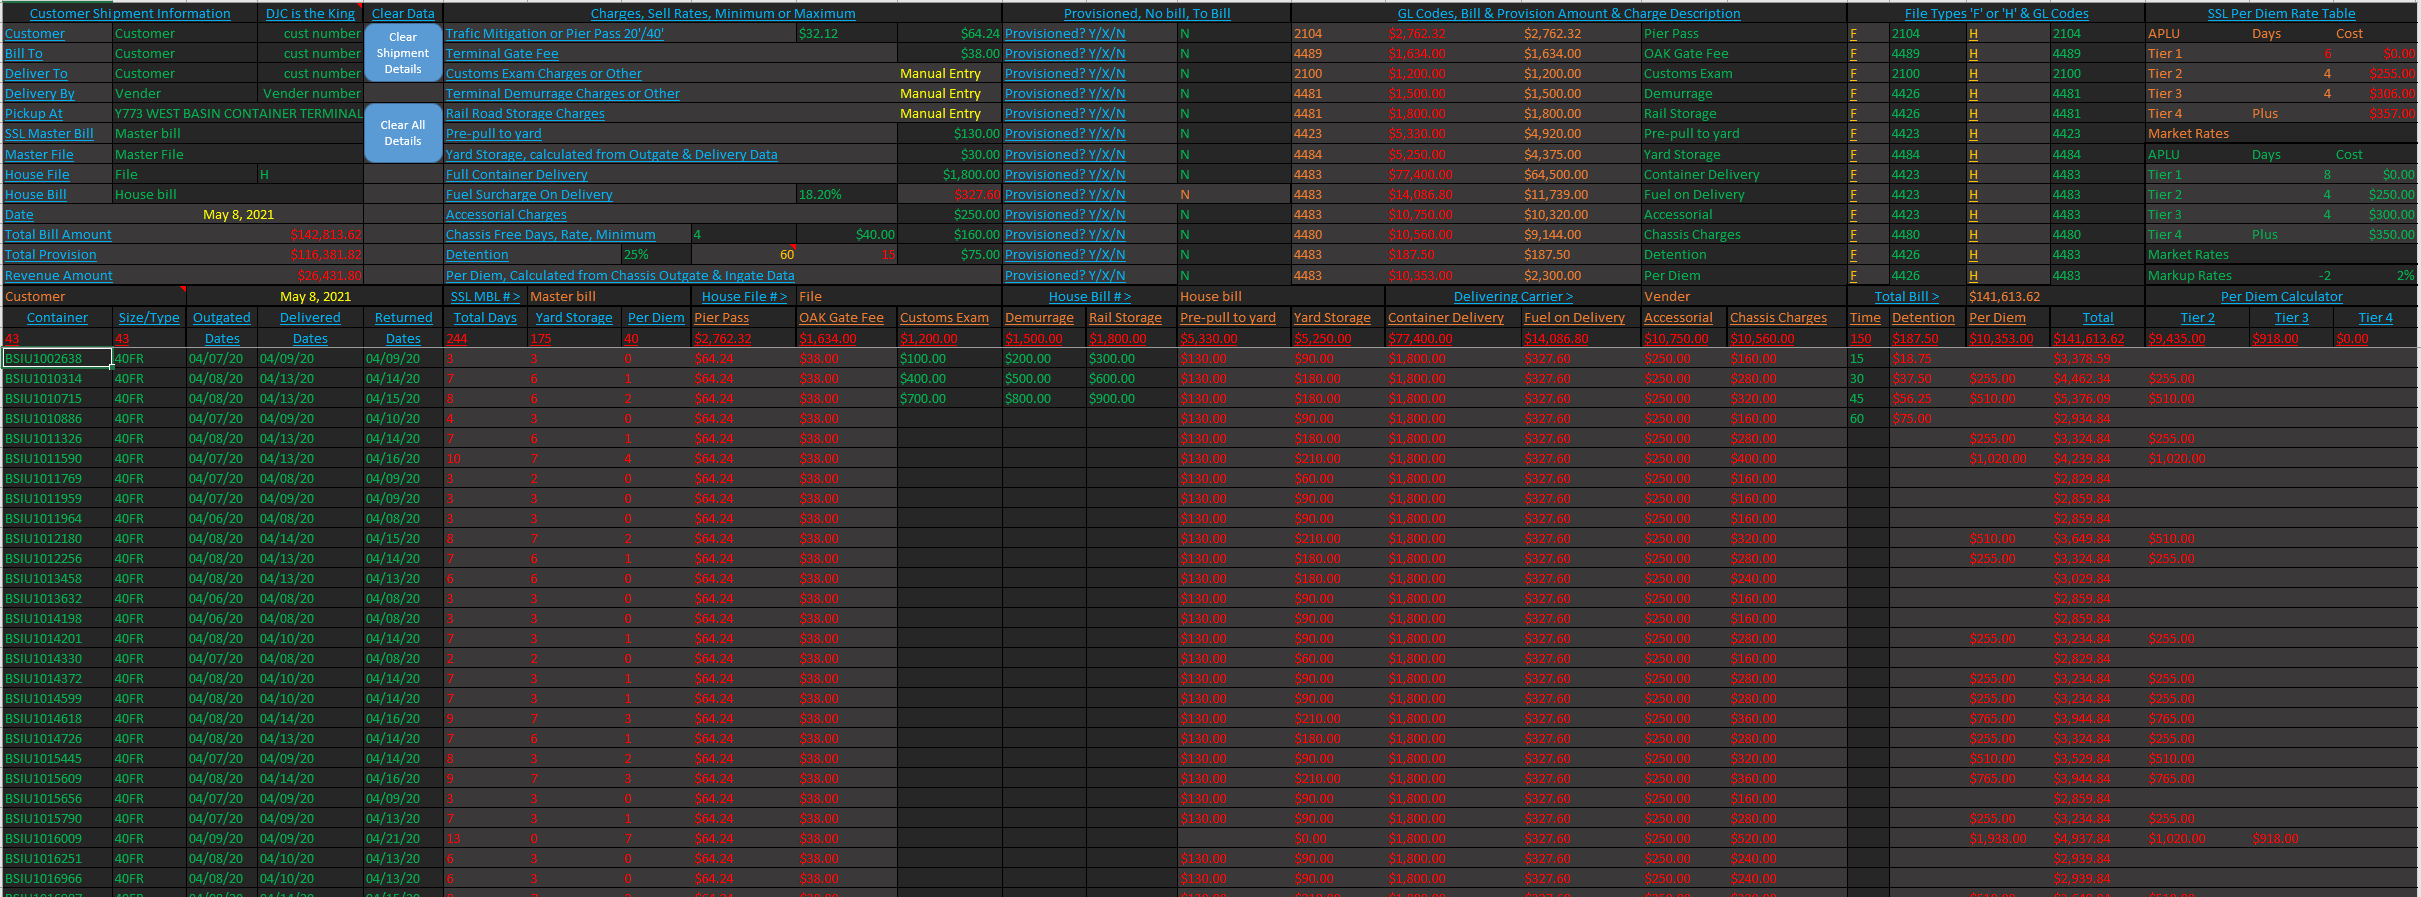 Customer Shipment Information DJC is the King Clear Data Charges, Sell Rates, Minimum or Maximum Provisioned, No bill, To Bill GL Codes, Bill & Provision Amount & Charge Description File Types 'F' or 'H' & GL Codes SSL Per Diem Rate Table
Customer Customer cust number Clear Shipment Details Trafic Mitigation or Pier Pass 20'/40' $32.12 $64.24 Provisioned? Y/X/N N 2104 $2,762.32 $2,762.32 Pier Pass F 2104 H 2104 APLU Days Cost
Bill To Customer cust number Terminal Gate Fee $38.00 Provisioned? Y/X/N N 4489 $1,634.00 $1,634.00 OAK Gate Fee F 4489 H 4489 Tier 1 6 $0.00
Deliver To Customer cust number Customs Exam Charges or Other Manual Entry Provisioned? Y/X/N N 2100 $1,200.00 $1,200.00 Customs Exam F 2100 H 2100 Tier 2 4 $255.00
Delivery By Vender Vender number Terminal Demurrage Charges or Other Manual Entry Provisioned? Y/X/N N 4481 $1,500.00 $1,500.00 Demurrage F 4426 H 4481 Tier 3 4 $306.00
Pickup At Y773 WEST BASIN CONTAINER TERMINAL Clear All Details Rail Road Storage Charges Manual Entry Provisioned? Y/X/N N 4481 $1,800.00 $1,800.00 Rail Storage F 4426 H 4481 Tier 4 Plus $357.00
SSL Master Bill Master bill Pre-pull to yard $130.00 Provisioned? Y/X/N N 4423 $5,330.00 $4,920.00 Pre-pull to yard F 4423 H 4423 Market Rates
Master File Master File Yard Storage, calculated from Outgate & Delivery Data $30.00 Provisioned? Y/X/N N 4484 $5,250.00 $4,375.00 Yard Storage F 4484 H 4484 APLU Days Cost
House File File H Full Container Delivery $1,800.00 Provisioned? Y/X/N N 4483 $77,400.00 $64,500.00 Container Delivery F 4423 H 4483 Tier 1 8 $0.00
House Bill House bill Fuel Surcharge On Delivery 18.20% $327.60 Provisioned? Y/X/N N 4483 $14,086.80 $11,739.00 Fuel on Delivery F 4423 H 4483 Tier 2 4 $250.00
Date May 8, 2021 Accessorial Charges $250.00 Provisioned? Y/X/N N 4483 $10,750.00 $10,320.00 Accessorial F 4423 H 4483 Tier 3 4 $300.00
Total Bill Amount $142,813.62 Chassis Free Days, Rate, Minimum 4 $40.00 $160.00 Provisioned? Y/X/N N 4480 $10,560.00 $9,144.00 Chassis Charges F 4480 H 4480 Tier 4 Plus $350.00
Total Provision $116,381.82 Detention 25% 60 15 $75.00 Provisioned? Y/X/N N 4483 $187.50 $187.50 Detention F 4426 H 4483 Market Rates
Revenue Amount $26,431.80 Per Diem, Calculated from Chassis Outgate & Ingate Data Provisioned? Y/X/N N 4483 $10,353.00 $2,300.00 Per Diem F 4426 H 4483 Markup Rates -2 2%
Customer May 8, 2021 SSL MBL # > Master bill House File # > File House Bill # > House bill Delivering Carrier > Vender Total Bill > $141,613.62 Per Diem Calculator
Container Size/Type Outgated Delivered Returned Total Days Yard Storage Per Diem Pier Pass OAK Gate Fee Customs Exam Demurrage Rail Storage Pre-pull to yard Yard Storage Container Delivery Fuel on Delivery Accessorial Chassis Charges Time Detention Per Diem Total Tier 2 Tier 3 Tier 4
43 43 Dates Dates Dates 244 175 40 $2,762.32 $1,634.00 $1,200.00 $1,500.00 $1,800.00 $5,330.00 $5,250.00 $77,400.00 $14,086.80 $10,750.00 $10,560.00 150 $187.50 $10,353.00 $141,613.62 $9,435.00 $918.00 $0.00
BSIU1002638 40FR 04/07/20 04/09/20 04/09/20 3 3 0 $64.24 $38.00 $100.00 $200.00 $300.00 $130.00 $90.00 $1,800.00 $327.60 $250.00 $160.00 15 $18.75 $3,378.59
BSIU1010314 40FR 04/08/20 04/13/20 04/14/20 7 6 1 $64.24 $38.00 $400.00 $500.00 $600.00 $130.00 $180.00 $1,800.00 $327.60 $250.00 $280.00 30 $37.50 $255.00 $4,462.34 $255.00
BSIU1010715 40FR 04/08/20 04/13/20 04/15/20 8 6 2 $64.24 $38.00 $700.00 $800.00 $900.00 $130.00 $180.00 $1,800.00 $327.60 $250.00 $320.00 45 $56.25 $510.00 $5,376.09 $510.00
BSIU1010886 40FR 04/07/20 04/09/20 04/10/20 4 3 0 $64.24 $38.00 $130.00 $90.00 $1,800.00 $327.60 $250.00 $160.00 60 $75.00 $2,934.84
BSIU1011326 40FR 04/08/20 04/13/20 04/14/20 7 6 1 $64.24 $38.00 $130.00 $180.00 $1,800.00 $327.60 $250.00 $280.00 $255.00 $3,324.84 $255.00
BSIU1011590 40FR 04/07/20 04/13/20 04/16/20 10 7 4 $64.24 $38.00 $130.00 $210.00 $1,800.00 $327.60 $250.00 $400.00 $1,020.00 $4,239.84 $1,020.00
BSIU1011769 40FR 04/07/20 04/08/20 04/09/20 3 2 0 $64.24 $38.00 $130.00 $60.00 $1,800.00 $327.60 $250.00 $160.00 $2,829.84
BSIU1011959 40FR 04/07/20 04/09/20 04/09/20 3 3 0 $64.24 $38.00 $130.00 $90.00 $1,800.00 $327.60 $250.00 $160.00 $2,859.84
BSIU1011964 40FR 04/06/20 04/08/20 04/08/20 3 3 0 $64.24 $38.00 $130.00 $90.00 $1,800.00 $327.60 $250.00 $160.00 $2,859.84
BSIU1012180 40FR 04/08/20 04/14/20 04/15/20 8 7 2 $64.24 $38.00 $130.00 $210.00 $1,800.00 $327.60 $250.00 $320.00 $510.00 $3,649.84 $510.00
BSIU1012256 40FR 04/08/20 04/13/20 04/14/20 7 6 1 $64.24 $38.00 $130.00 $180.00 $1,800.00 $327.60 $250.00 $280.00 $255.00 $3,324.84 $255.00
BSIU1013458 40FR 04/08/20 04/13/20 04/13/20 6 6 0 $64.24 $38.00 $130.00 $180.00 $1,800.00 $327.60 $250.00 $240.00 $3,029.84
BSIU1013632 40FR 04/06/20 04/08/20 04/08/20 3 3 0 $64.24 $38.00 $130.00 $90.00 $1,800.00 $327.60 $250.00 $160.00 $2,859.84
BSIU1014198 40FR 04/06/20 04/08/20 04/08/20 3 3 0 $64.24 $38.00 $130.00 $90.00 $1,800.00 $327.60 $250.00 $160.00 $2,859.84
BSIU1014201 40FR 04/08/20 04/10/20 04/14/20 7 3 1 $64.24 $38.00 $130.00 $90.00 $1,800.00 $327.60 $250.00 $280.00 $255.00 $3,234.84 $255.00
BSIU1014330 40FR 04/07/20 04/08/20 04/08/20 2 2 0 $64.24 $38.00 $130.00 $60.00 $1,800.00 $327.60 $250.00 $160.00 $2,829.84
BSIU1014372 40FR 04/08/20 04/10/20 04/14/20 7 3 1 $64.24 $38.00 $130.00 $90.00 $1,800.00 $327.60 $250.00 $280.00 $255.00 $3,234.84 $255.00
BSIU1014599 40FR 04/08/20 04/10/20 04/14/20 7 3 1 $64.24 $38.00 $130.00 $90.00 $1,800.00 $327.60 $250.00 $280.00 $255.00 $3,234.84 $255.00
BSIU1014618 40FR 04/08/20 04/14/20 04/16/20 9 7 3 $64.24 $38.00 $130.00 $210.00 $1,800.00 $327.60 $250.00 $360.00 $765.00 $3,944.84 $765.00
BSIU1014726 40FR 04/08/20 04/13/20 04/14/20 7 6 1 $64.24 $38.00 $130.00 $180.00 $1,800.00 $327.60 $250.00 $280.00 $255.00 $3,324.84 $255.00
BSIU1015445 40FR 04/08/20 04/10/20 04/15/20 8 3 2 $64.24 $38.00 $130.00 $90.00 $1,800.00 $327.60 $250.00 $320.00 $510.00 $3,529.84 $510.00
BSIU1015609 40FR 04/08/20 04/14/20 04/16/20 9 7 3 $64.24 $38.00 $130.00 $210.00 $1,800.00 $327.60 $250.00 $360.00 $765.00 $3,944.84 $765.00
BSIU1015656 40FR 04/07/20 04/09/20 04/09/20 3 3 0 $64.24 $38.00 $130.00 $90.00 $1,800.00 $327.60 $250.00 $160.00 $2,859.84
BSIU1015790 40FR 04/07/20 04/09/20 04/13/20 7 3 1 $64.24 $38.00 $130.00 $90.00 $1,800.00 $327.60 $250.00 $280.00 $255.00 $3,234.84 $255.00
BSIU1016009 40FR 04/09/20 04/09/20 04/21/20 13 0 7 $64.24 $38.00 $0.00 $1,800.00 $327.60 $250.00 $520.00 $1,938.00 $4,937.84 $1,020.00 $918.00
BSIU1016251 40FR 04/08/20 04/10/20 04/13/20 6 3 0 $64.24 $38.00 $130.00 $90.00 $1,800.00 $327.60 $250.00 $240.00 $2,939.84
BSIU1016966 40FR 04/08/20 04/10/20 04/13/20 6 3 0 $64.24 $38.00 $130.00 $90.00 $1,800.00 $327.60 $250.00 $240.00 $2,939.84